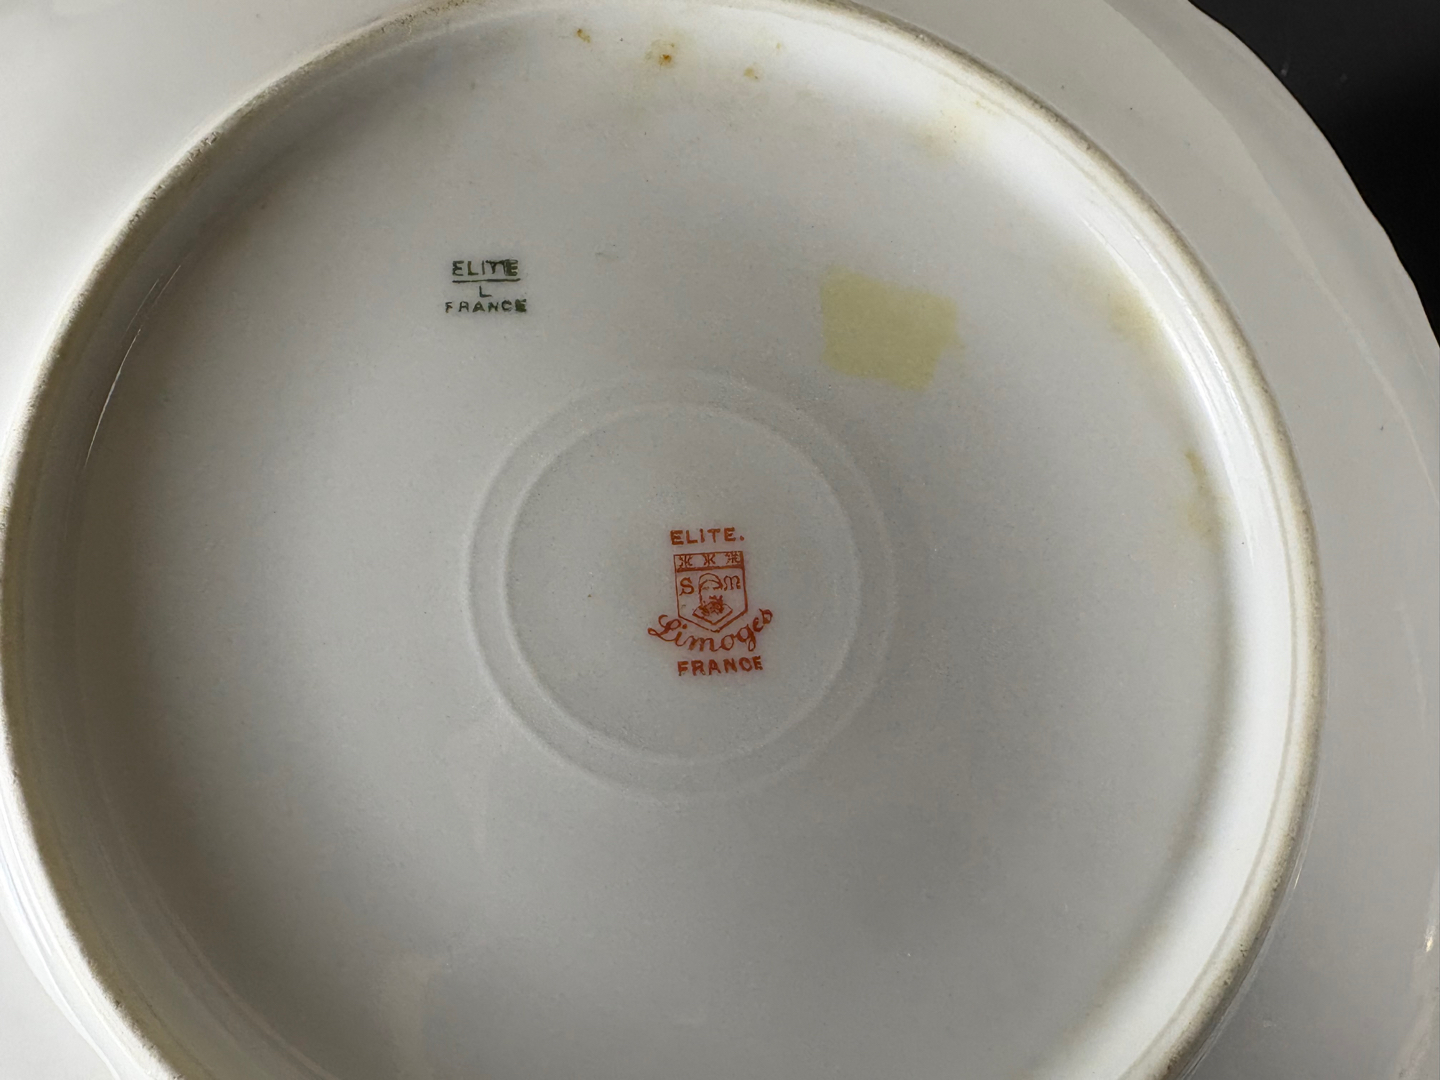 ELITE
L
FRANCE
ELITE.
S M
Limoges
FRANCE